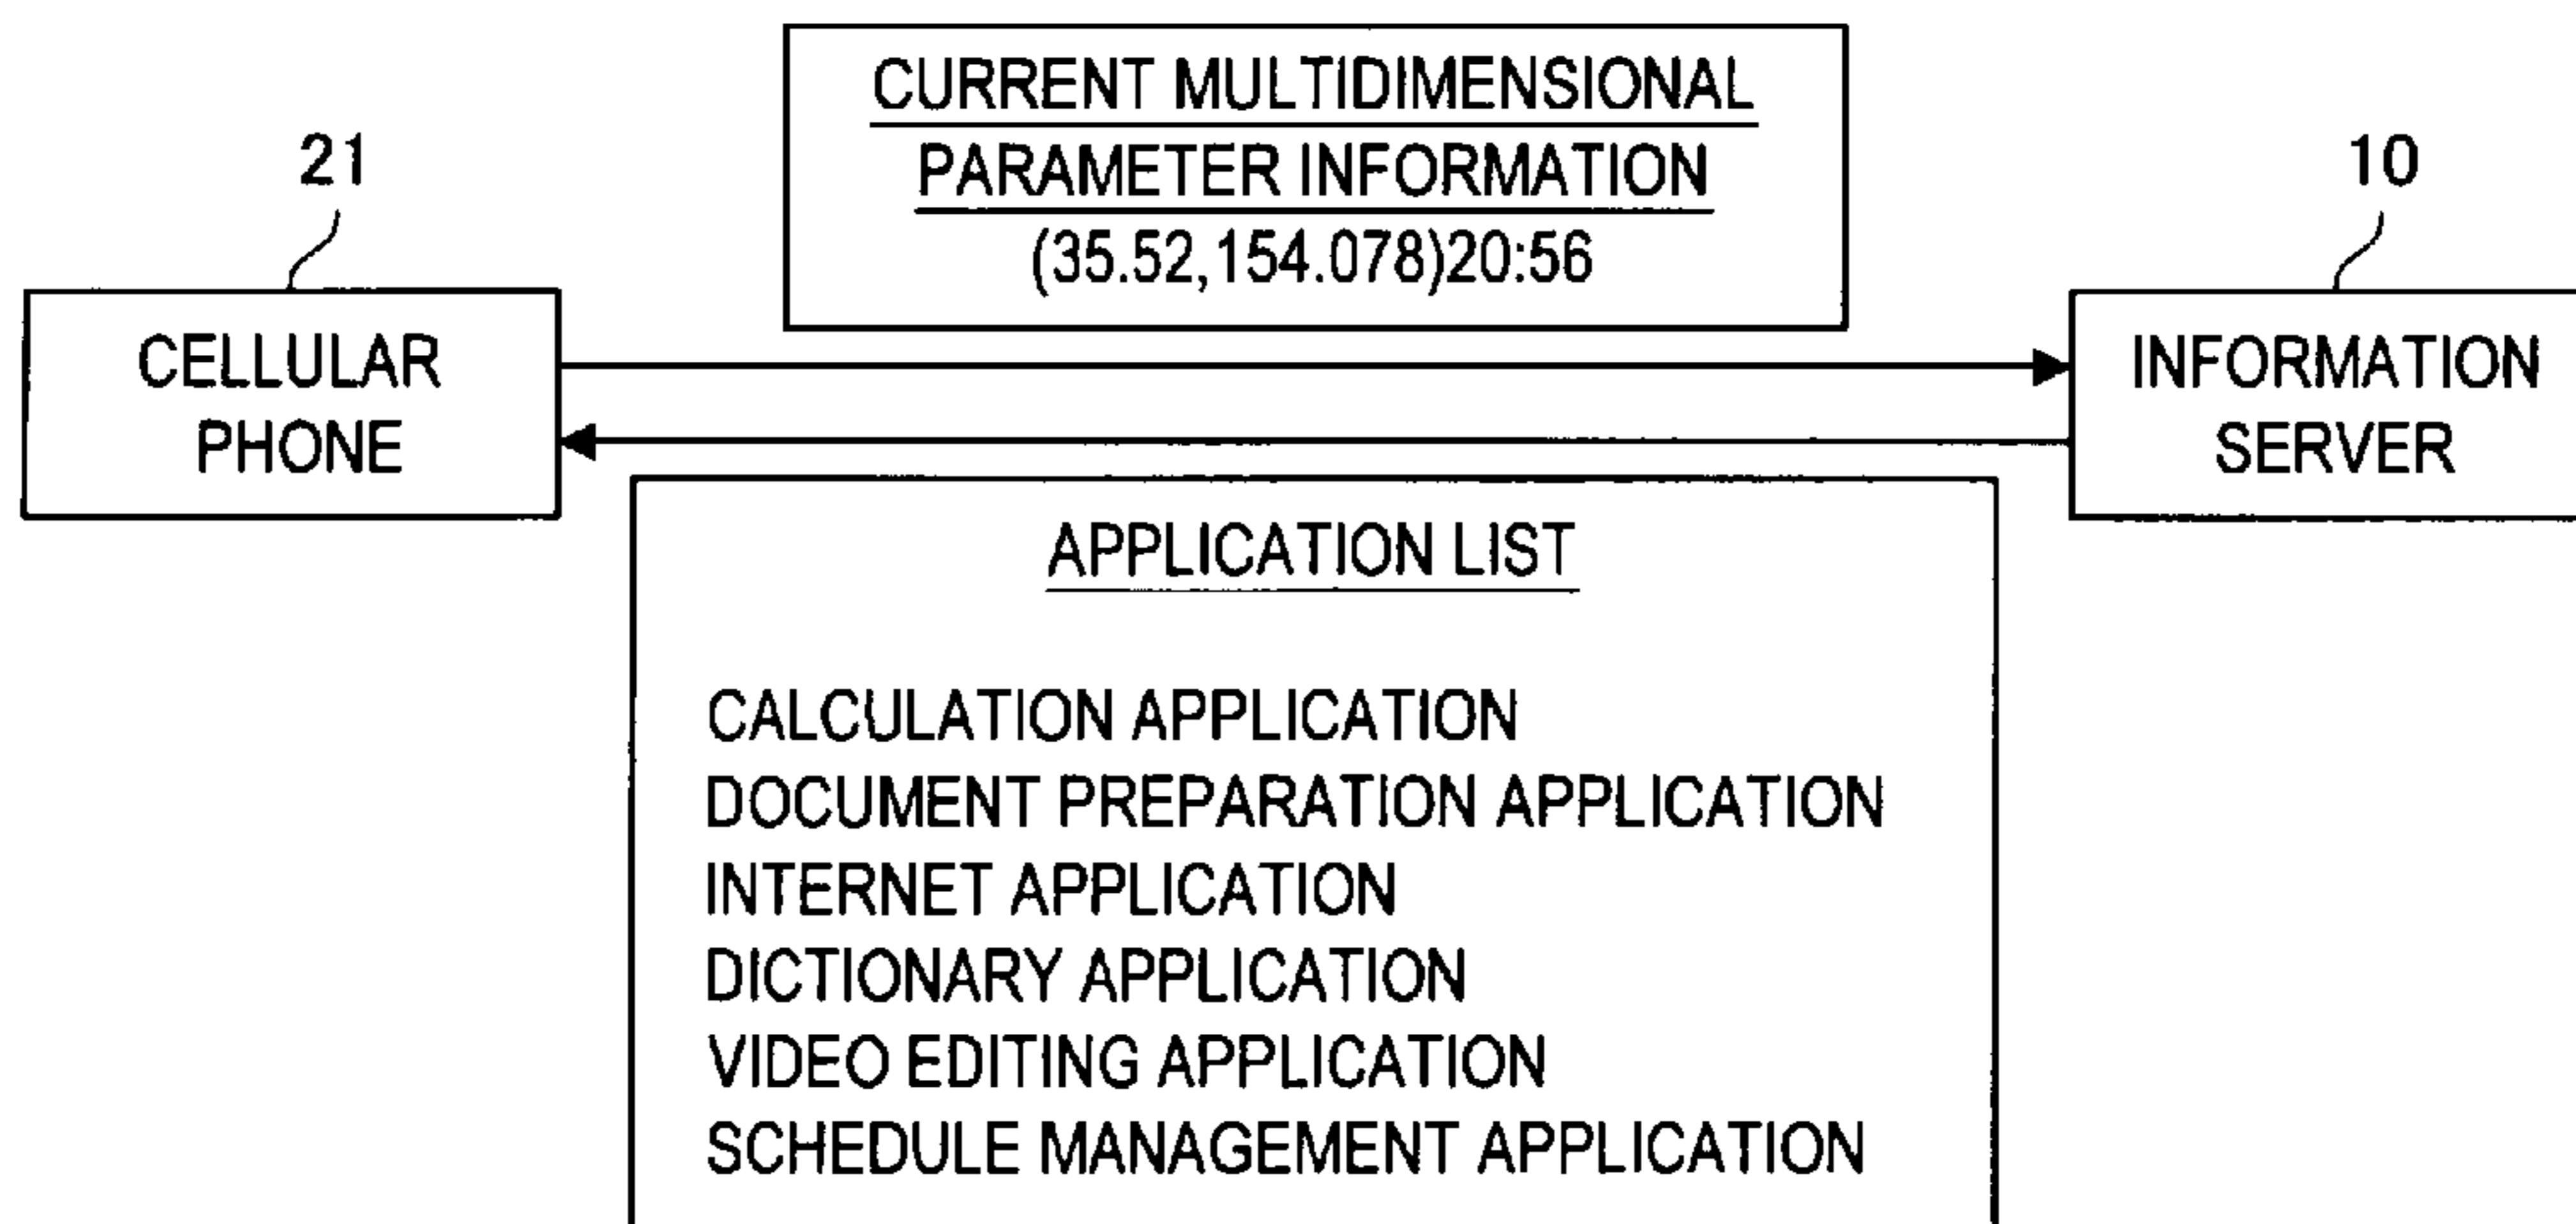 CURRENT MULTIDIMENSIONAL
PARAMETER INFORMATION
(35.52,154.078)20:56
21
10
CELLULAR
PHONE
INFORMATION
SERVER
APPLICATION LIST
CALCULATION APPLICATION
DOCUMENT PREPARATION APPLICATION
INTERNET APPLICATION
DICTIONARY APPLICATION
VIDEO EDITING APPLICATION
SCHEDULE MANAGEMENT APPLICATION